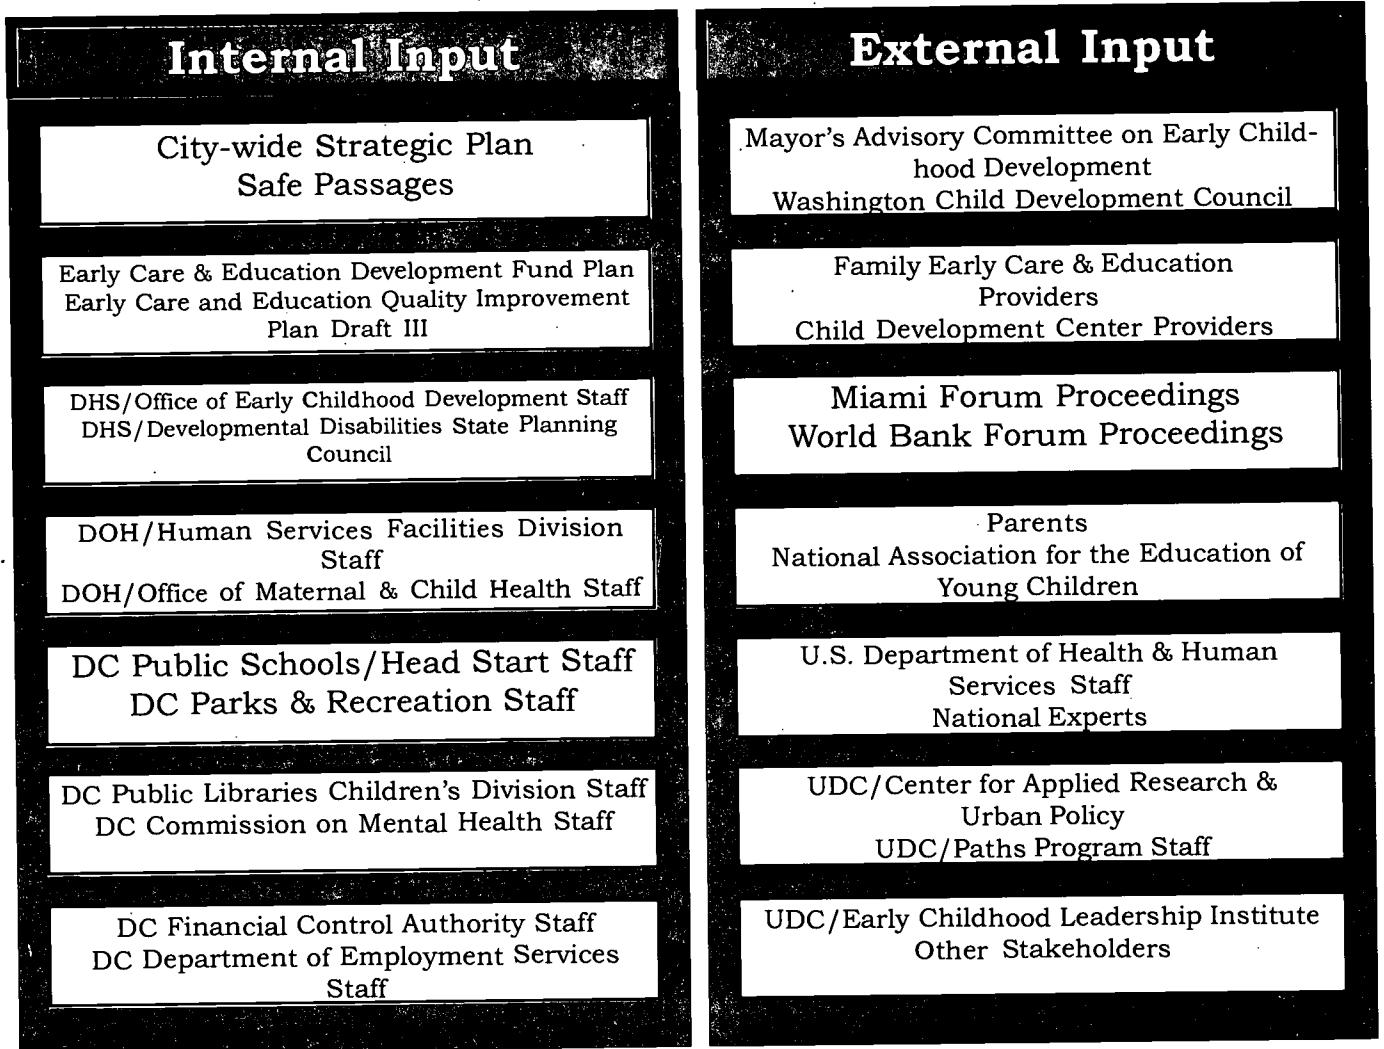 Internal Input
City-wide Strategic Plan
Safe Passages
Early Care & Education Development Fund Plan
Early Care and Education Quality Improvement
Plan Draft III
DHS/Office of Early Childhood Development Staff
DHS/Developmental Disabilities State Planning
Council
DOH/Human Services Facilities Division
Staff
DOH/Office of Maternal & Child Health Staff
DC Public Schools/Head Start Staff
DC Parks & Recreation Staff
DC Public Libraries Children's Division Staff
DC Commission on Mental Health Staff
DC Financial Control Authority Staff
DC Department of Employment Services
Staff
External Input
Mayor's Advisory Committee on Early Child-
hood Development
Washington Child Development Council
Family Early Care & Education
Providers
Child Development Center Providers
Miami Forum Proceedings
World Bank Forum Proceedings
Parents
National Association for the Education of
Young Children
U.S. Department of Health & Human
Services Staff
National Experts
UDC/Center for Applied Research &
Urban Policy
UDC/Paths Program Staff
UDC/Early Childhood Leadership Institute
Other Stakeholders